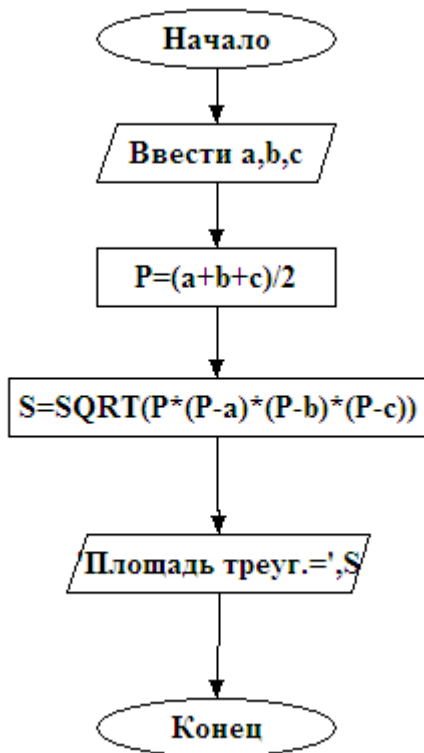 Начало
Ввести a,b,c
P=(a+b+c)/2
S=SQRT(P*(P-a)*(P-b)*(P-c))
'Площадь треуг.=',S
Конец